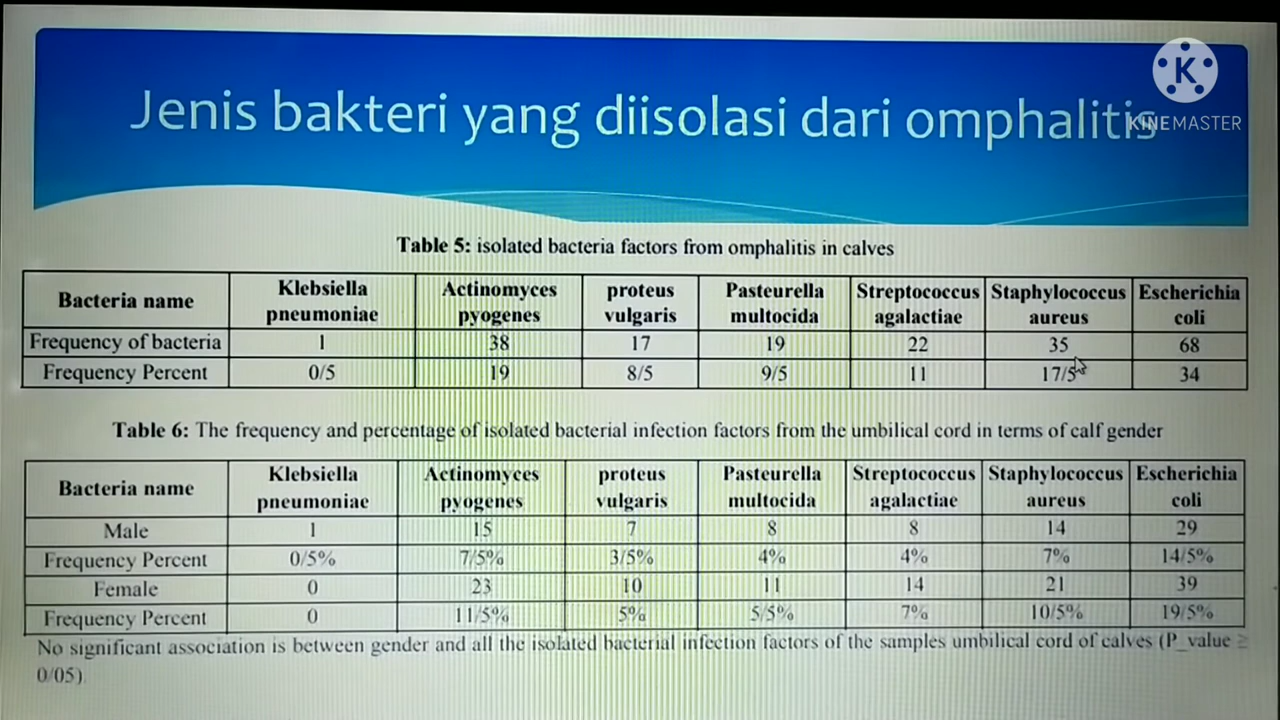 K
KINEMASTER
Jenis bakteri yang diisolasi dari omphalitis
Table 5: isolated bacteria factors from omphalitis in calves
Bacteria name Klebsiella pneumoniae Actinomyces pyogenes proteus vulgaris Pasteurella multocida Streptococcus agalactiae Staphylococcus aureus Escherichia coli
Frequency of bacteria 1 38 17 19 22 35 68
Frequency Percent 0/5 19 8/5 9/5 11 17/5 34
Table 6: The frequency and percentage of isolated bacterial infection factors from the umbilical cord in terms of calf gender
Bacteria name Klebsiella pneumoniae Actinomyces pyogenes proteus vulgaris Pasteurella multocida Streptococcus agalactiae Staphylococcus aureus Escherichia coli
Male 1 15 7 8 8 14 29
Frequency Percent 0/5% 7/5% 3/5% 4% 4% 7% 14/5%
Female 0 23 10 11 14 21 39
Frequency Percent 0 11/5% 5% 5/5% 7% 10/5% 19/5%
No significant association is between gender and all the isolated bacterial infection factors of the samples umbilical cord of calves (P_value ≥
0/05).